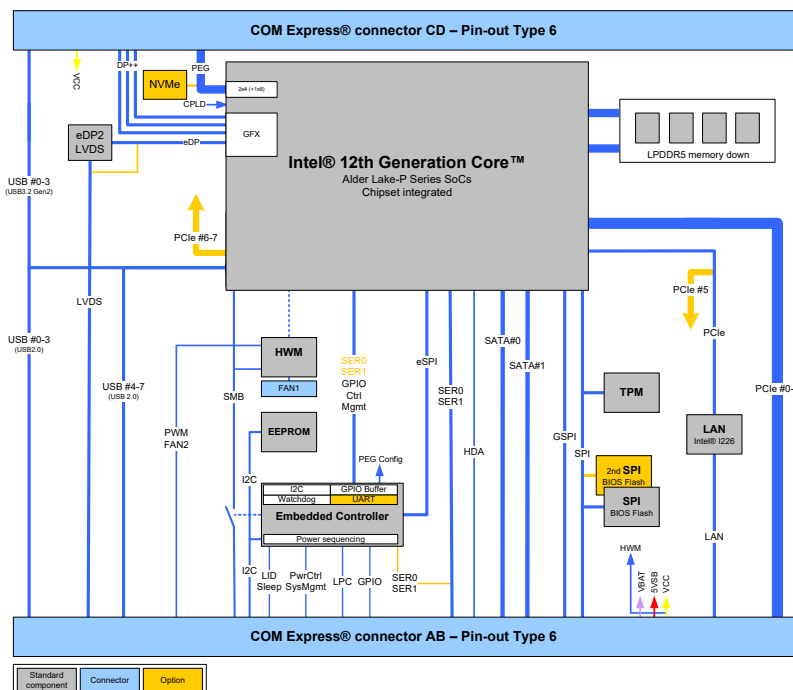 COM Express® connector CD – Pin-out Type 6
VCC
DP++
PEG
NVMe
CPLD
2x4 (+1x8)
GFX
eDP
eDP2
LVDS
Intel® 12th Generation Core™
Alder Lake-P Series SoCs
Chipset integrated
LPDDR5 memory down
USB #0-3
(USB3.2 Gen2)
PCIe #6-7
PCIe #5
LVDS
PCIe
USB #0-3
(USB2.0)
HWM
FAN1
SER0
SER1
GPIO
Ctrl
Mgmt
eSPI
SATA#0
SATA#1
USB #4-7
(USB 2.0)
SMB
SER0
SER1
TPM
PCIe #0-
PWM
FAN2
EEPROM
LAN
Intel® I226
HDA
GSPI
SPI
I2C
PEG Config
2nd SPI
BIOS Flash
SPI
BIOS Flash
I2C
GPIO Buffer
Watchdog
UART
Embedded Controller
Power sequencing
LAN
HWM
I2C
LID
Sleep
PwrCtrl
SysMgmt
LPC
GPIO
SER0
SER1
VBAT
5VSB
VCC
COM Express® connector AB – Pin-out Type 6
Standard
component
Connector
Option